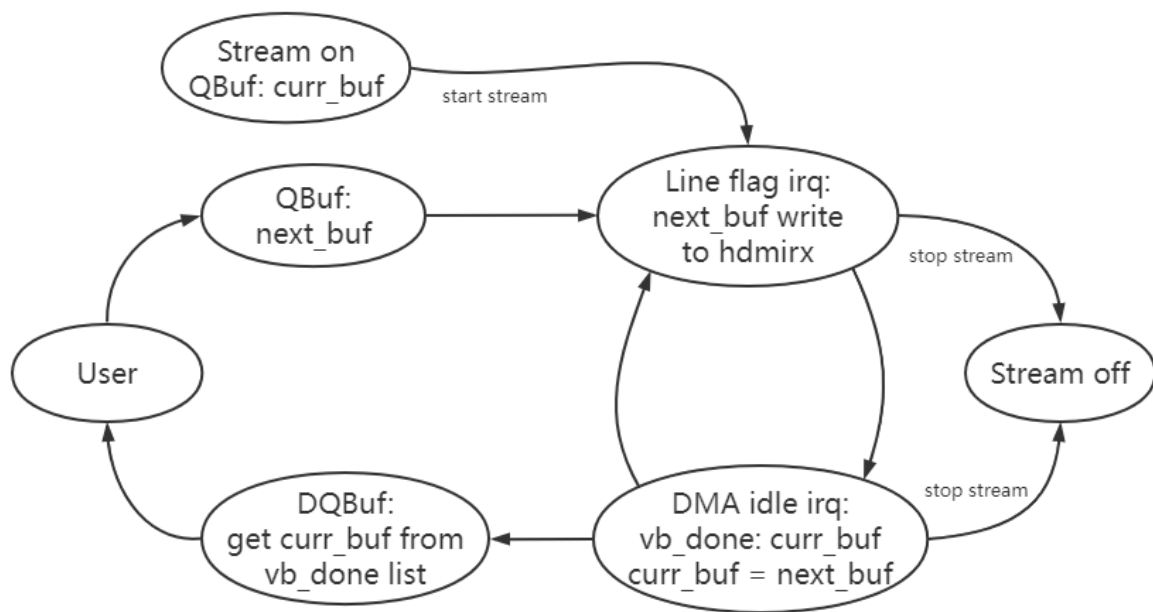 Stream on
QBuf: curr_buf
start stream
QBuf:
next_buf
Line flag irq:
next_buf write
to hdmirx
stop stream
User
Stream off
DQBuf:
get curr_buf from
vb_done list
DMA idle irq:
vb_done: curr_buf
curr_buf = next_buf
stop stream